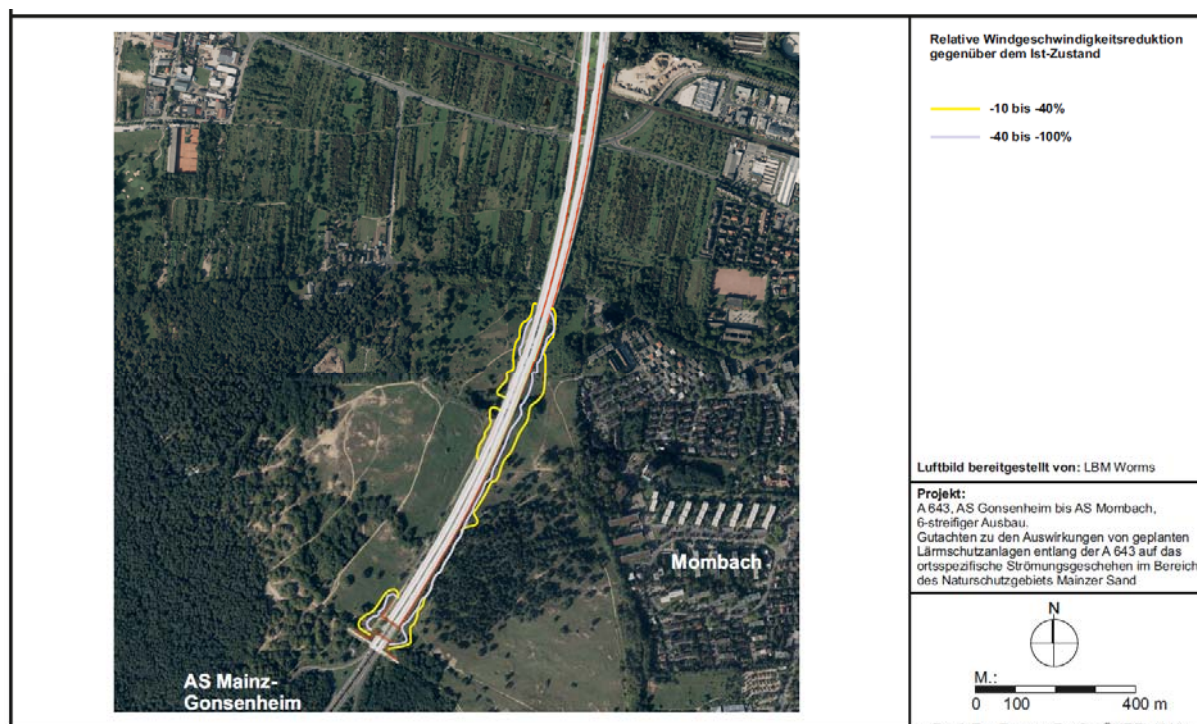 Relative Windgeschwindigkeitsreduktion
gegenüber dem Ist-Zustand
-10 bis -40%
-40 bis -100%
Luftbild bereitgestellt von: LBM Worms
Projekt:
A 643, AS Gonsenheim bis AS Mombach,
6-streifiger Ausbau.
Gutachten zu den Auswirkungen von geplanten
Lärmschutzanlagen entlang der A 643 auf das
ortsspezifische Strömungsgeschehen im Bereich
des Naturschutzgebiets Mainzer Sand
N
M.:
0 100 400 m
Mombach
AS Mainz-
Gonsenheim